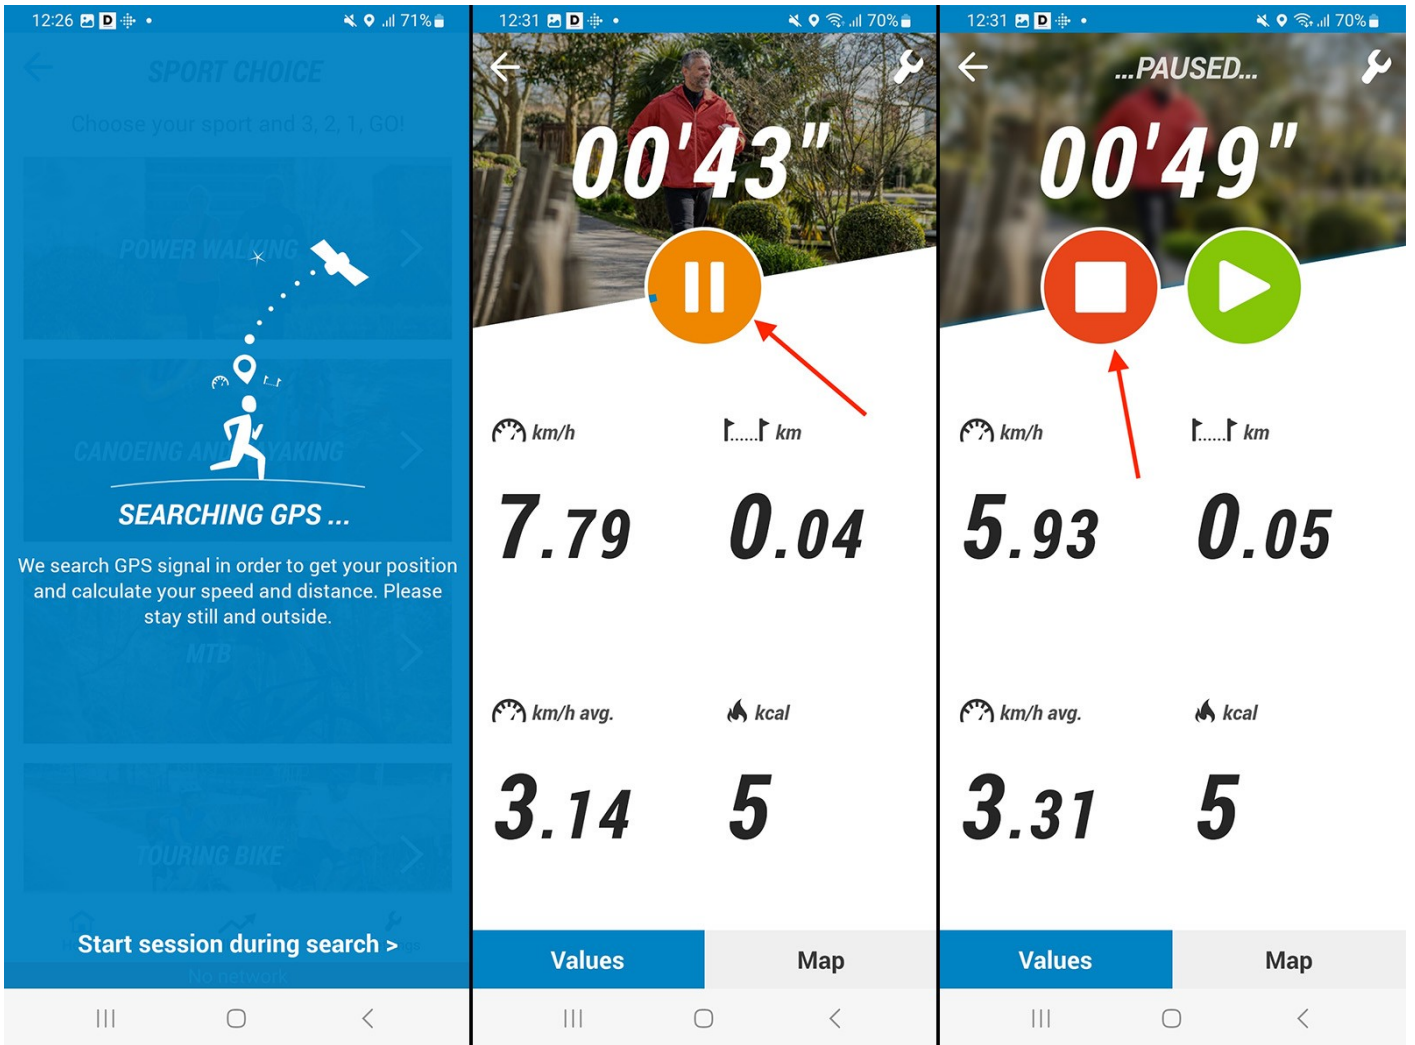 12:26 D 71%
SPORT CHOICE
Choose your sport and 3, 2, 1, GO!
POWER WALKING
CANOEING AND KAYAKING
SEARCHING GPS ...
We search GPS signal in order to get your position
and calculate your speed and distance. Please
stay still and outside.
MTB
TOURING BIKE
Start session during search >
No network
12:31 D 70%
00'43"
km/h
km
7.79
0.04
km/h avg.
kcal
3.14
5
Values
Map
12:31 D 70%
...PAUSED...
00'49"
km/h
km
5.93
0.05
km/h avg.
kcal
3.31
5
Values
Map